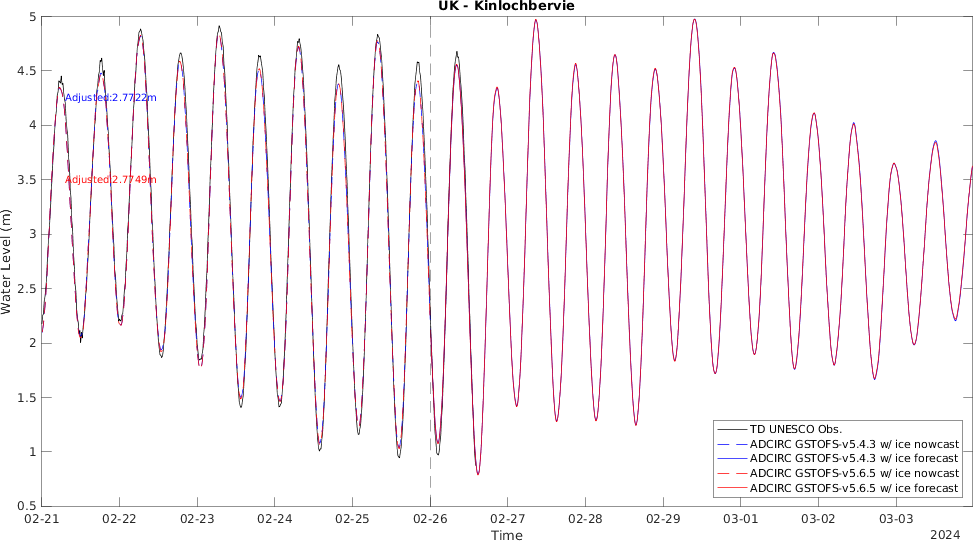 UK - Kinlochbervie
5
4.5
4
3.5
3
2.5
2
1.5
1
0.5
Water Level (m)
Adjusted:2.7722m
Adjusted:2.7749m
TD UNESCO Obs.
ADCIRC GSTOFS-v5.4.3 w/ ice nowcast
ADCIRC GSTOFS-v5.4.3 w/ ice forecast
ADCIRC GSTOFS-v5.6.5 w/ ice nowcast
ADCIRC GSTOFS-v5.6.5 w/ ice forecast
02-21 02-22 02-23 02-24 02-25 02-26 02-27 02-28 02-29 03-01 03-02 03-03
Time
2024